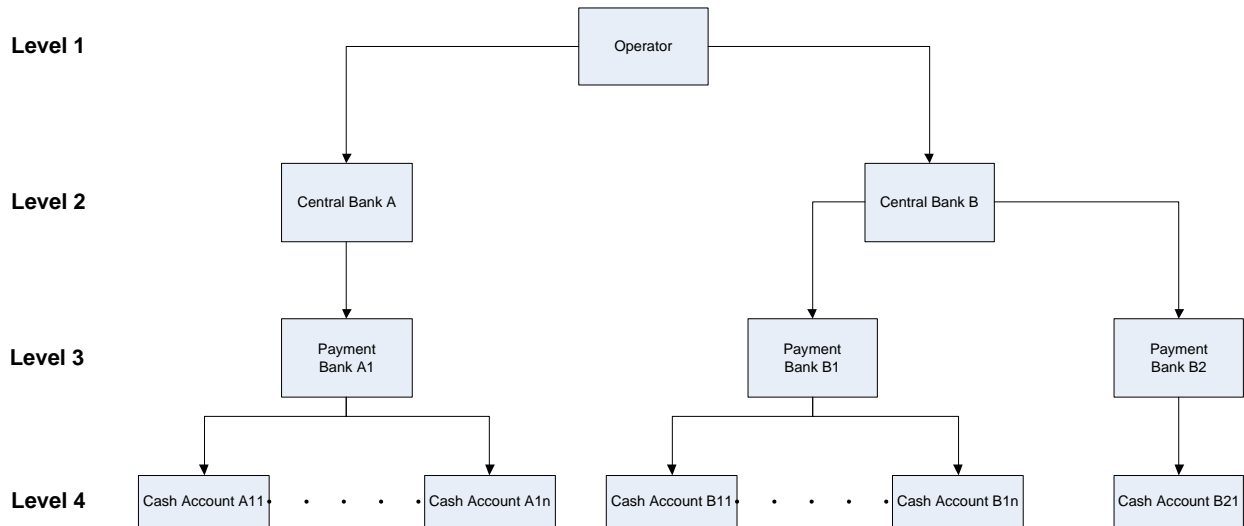 Level 1
Operator
Level 2
Central Bank A
Central Bank B
Level 3
Payment
Bank A1
Payment
Bank B1
Payment
Bank B2
Level 4
Cash Account A11
Cash Account A1n
Cash Account B11
Cash Account B1n
Cash Account B21